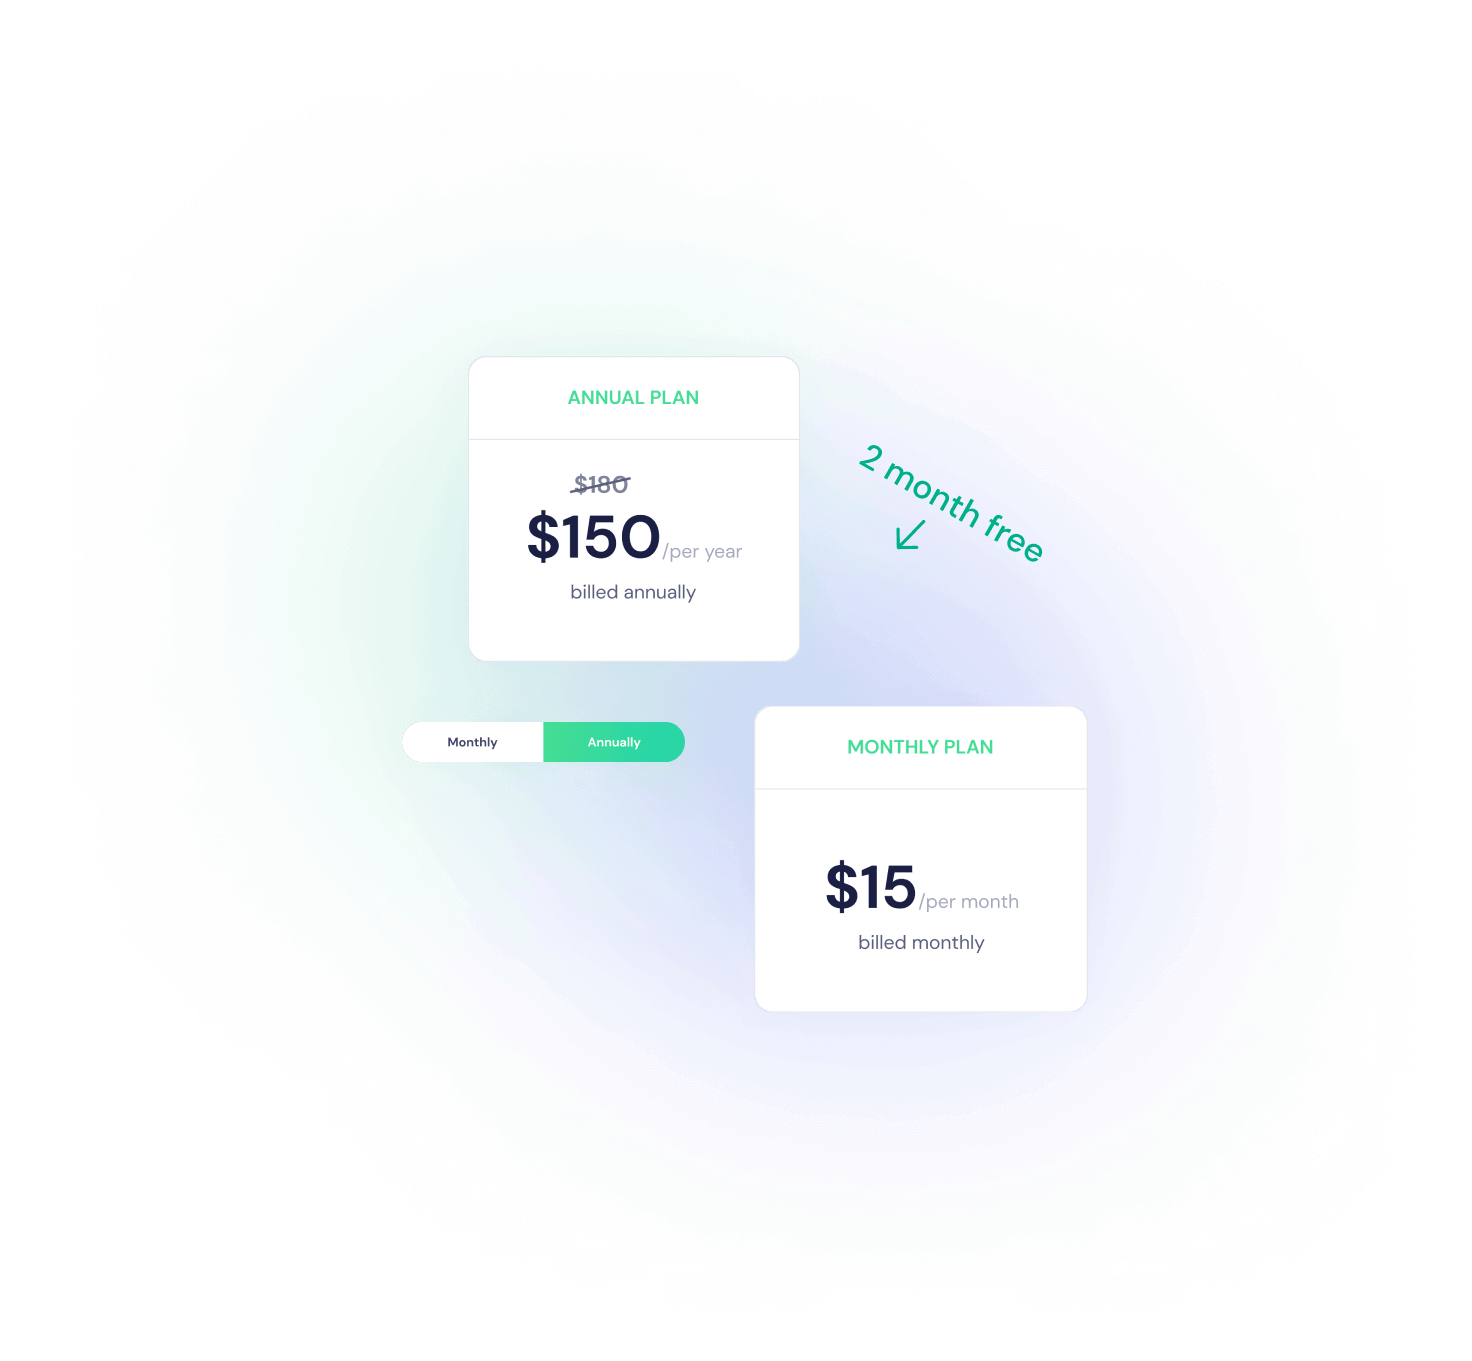 ANNUAL PLAN
$180
$150/per year
billed annually
2 month free
Monthly
Annually
MONTHLY PLAN
$15/per month
billed monthly